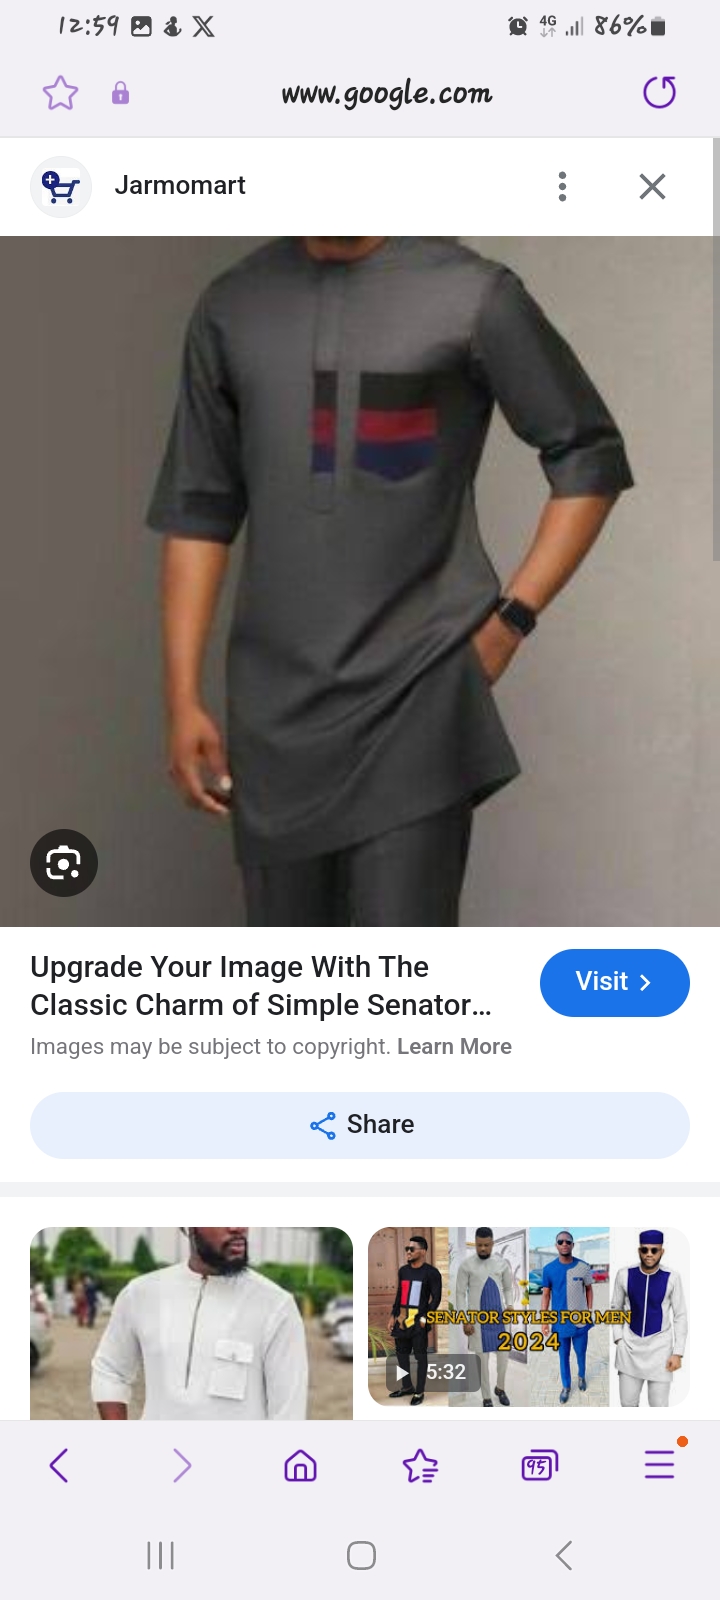 12:59
4G
86%
www.google.com
Jarmomart
Upgrade Your Image With The
Classic Charm of Simple Senator...
Visit
Images may be subject to copyright. Learn More
Share
SENATOR STYLES FOR MEN
2024
5:32
95